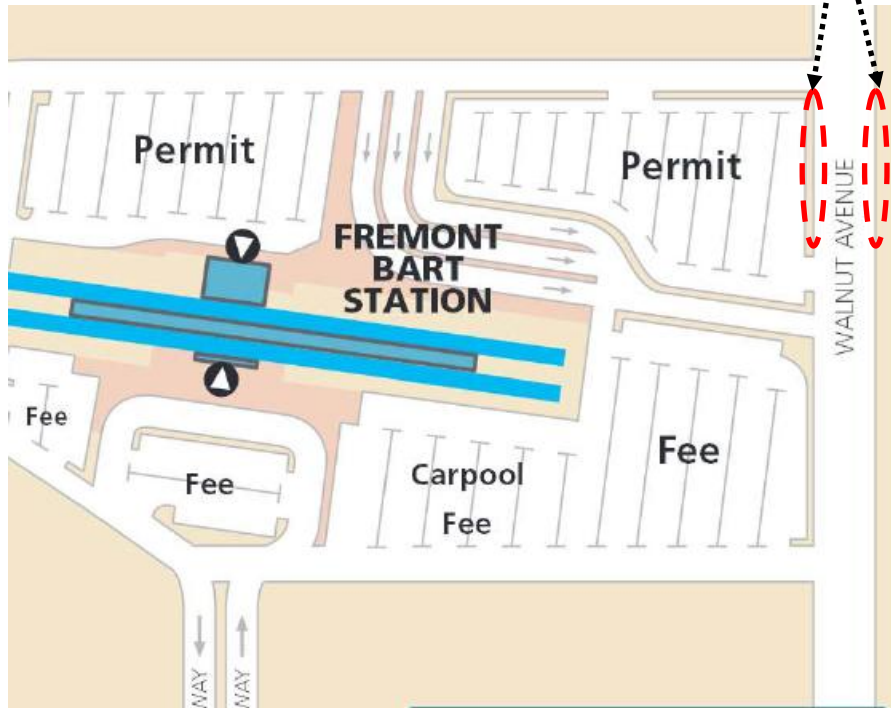 Permit
Permit
FREMONT
BART
STATION
WALNUT AVENUE
Fee
Fee
Carpool
Fee
Fee
WAY
WAY